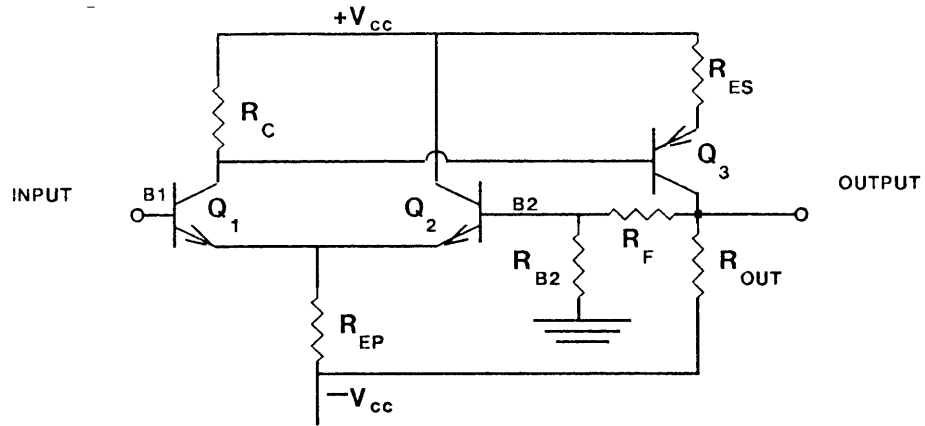 +Vcc
RES
RC
Q3
INPUT
OUTPUT
B1
Q1
Q2
B2
RF
RB2
ROUT
REP
−Vcc